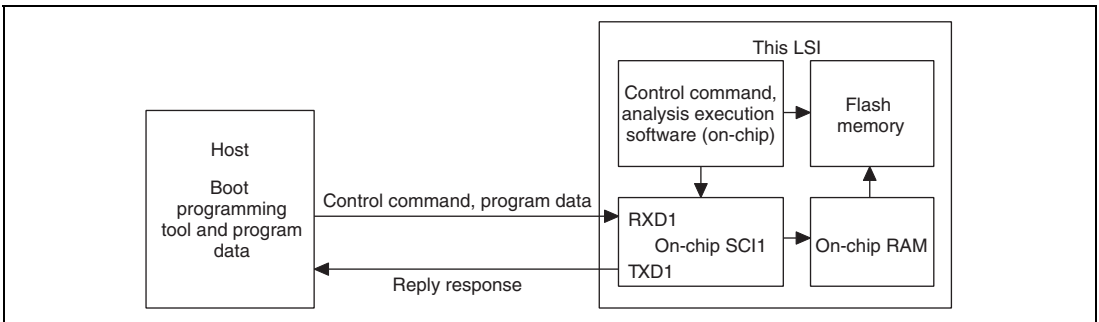 This LSI
Control command,
analysis execution
software (on-chip)
Flash
memory
Host
Boot
programming
tool and program
data
Control command, program data
RXD1
On-chip SCI1
TXD1
On-chip RAM
Reply response